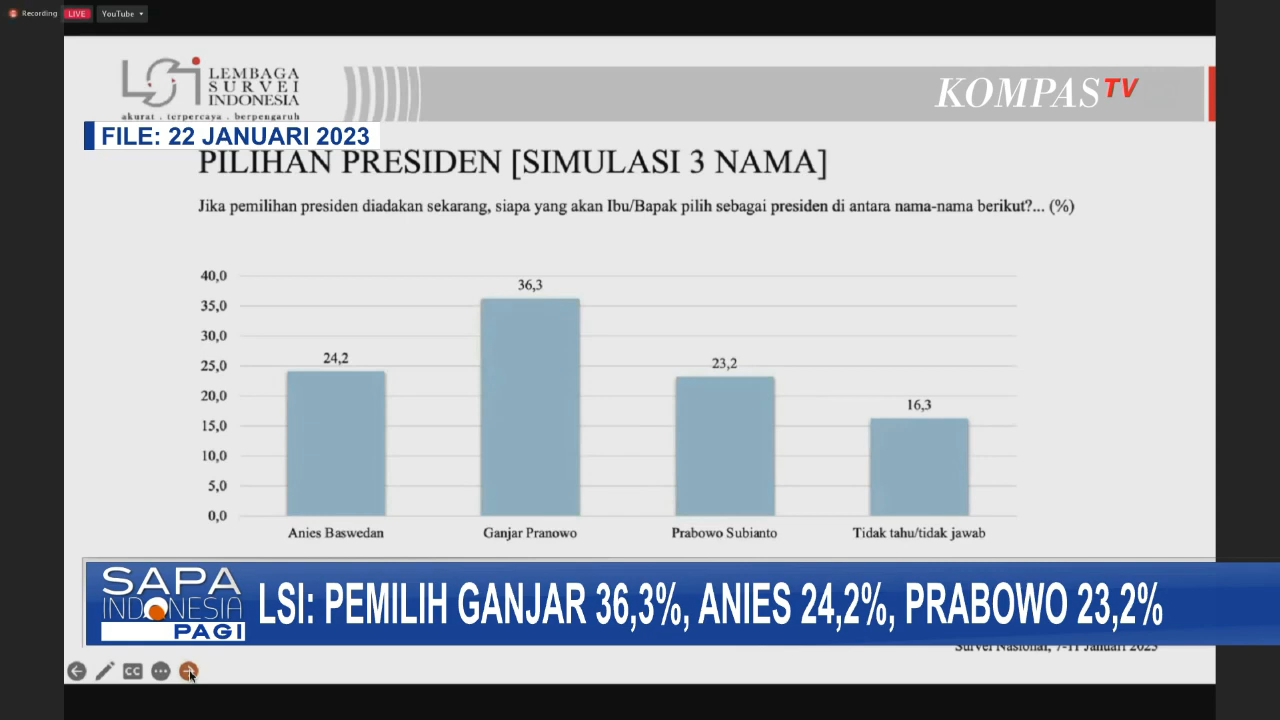 Recording LIVE YouTube
LSI LEMBAGA
SURVEI
INDONESIA
akurat . terpercaya . berpengaruh
KOMPAS TV
FILE: 22 JANUARI 2023
PILIHAN PRESIDEN [SIMULASI 3 NAMA]
Jika pemilihan presiden diadakan sekarang, siapa yang akan Ibu/Bapak pilih sebagai presiden di antara nama-nama berikut?... (%)
40,0
35,0
30,0
25,0
20,0
15,0
10,0
5,0
0,0
24,2
36,3
23,2
16,3
Anies Baswedan
Ganjar Pranowo
Prabowo Subianto
Tidak tahu/tidak jawab
SAPA
INDONESIA
PAGI
LSI: PEMILIH GANJAR 36,3%, ANIES 24,2%, PRABOWO 23,2%
Survei Nasional, 7-11 Januari 2023
CC